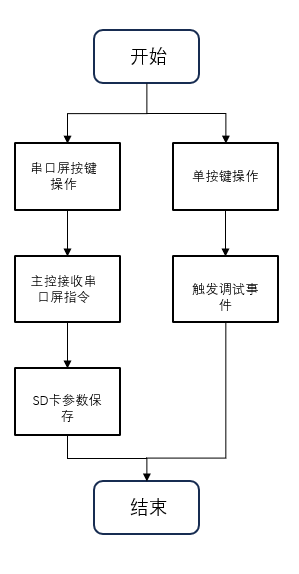 开始
串口屏按键
操作
单按键操作
主控接收串
口屏指令
触发调试事
件
SD卡参数保
存
结束